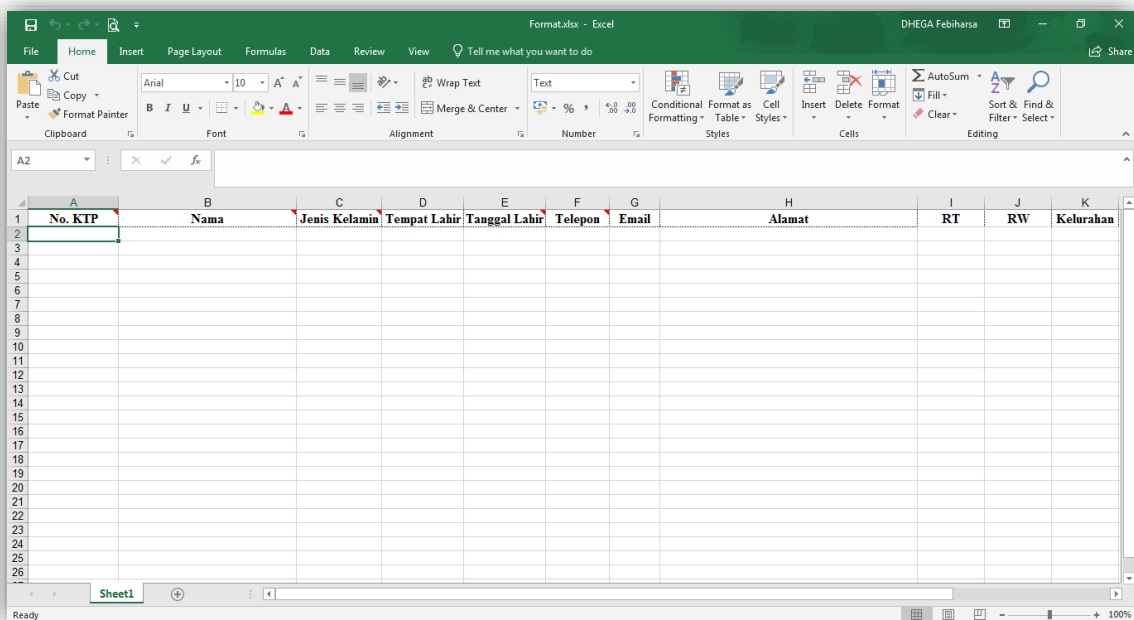 Format.xlsx - Excel
DHEGA Febiharsa
File Home Insert Page Layout Formulas Data Review View Tell me what you want to do Share
Paste
Cut
Copy
Format Painter
Clipboard
Arial 10
B I U A
Font
Wrap Text
Merge & Center
Alignment
Text
%
Number
Conditional Formatting
Format as Table
Cell Styles
Styles
Insert Delete Format
Cells
AutoSum
Fill
Clear
Sort & Filter
Find & Select
Editing
A2 fx
A B C D E F G H I J K
1 No. KTP Nama Jenis Kelamin Tempat Lahir Tanggal Lahir Telepon Email Alamat RT RW Kelurahan
2
3
4
5
6
7
8
9
10
11
12
13
14
15
16
17
18
19
20
21
22
23
24
25
26
Sheet1
Ready
100%